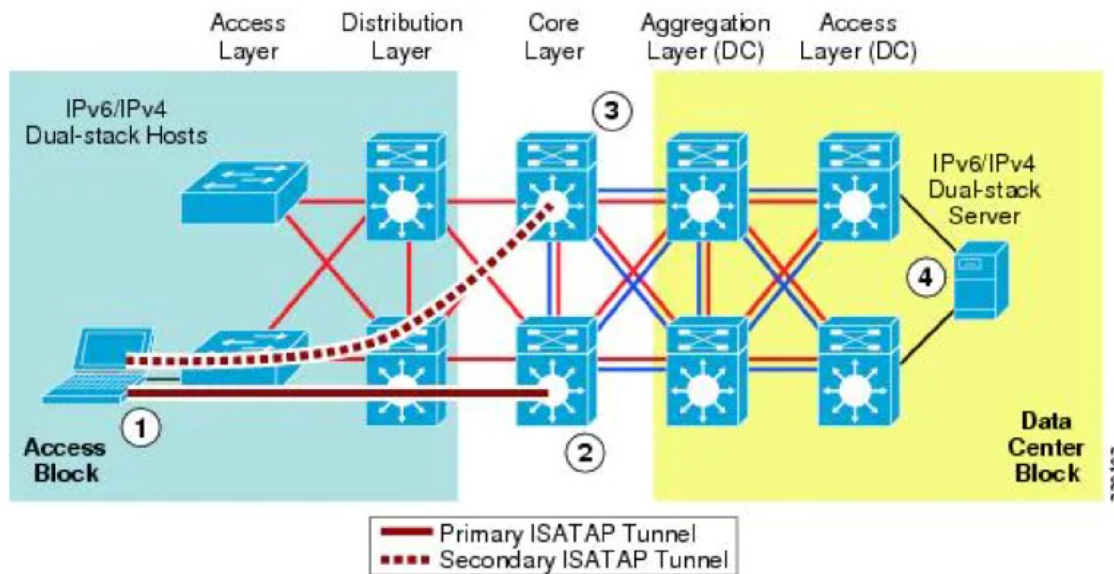 Access Distribution Core Aggregation Access
Layer Layer Layer Layer (DC) Layer (DC)
IPv6/IPv4
Dual-stack Hosts
3
IPv6/IPv4
Dual-stack
Server
4
1
Access
Block
2
Data
Center
Block
Primary ISATAP Tunnel
Secondary ISATAP Tunnel